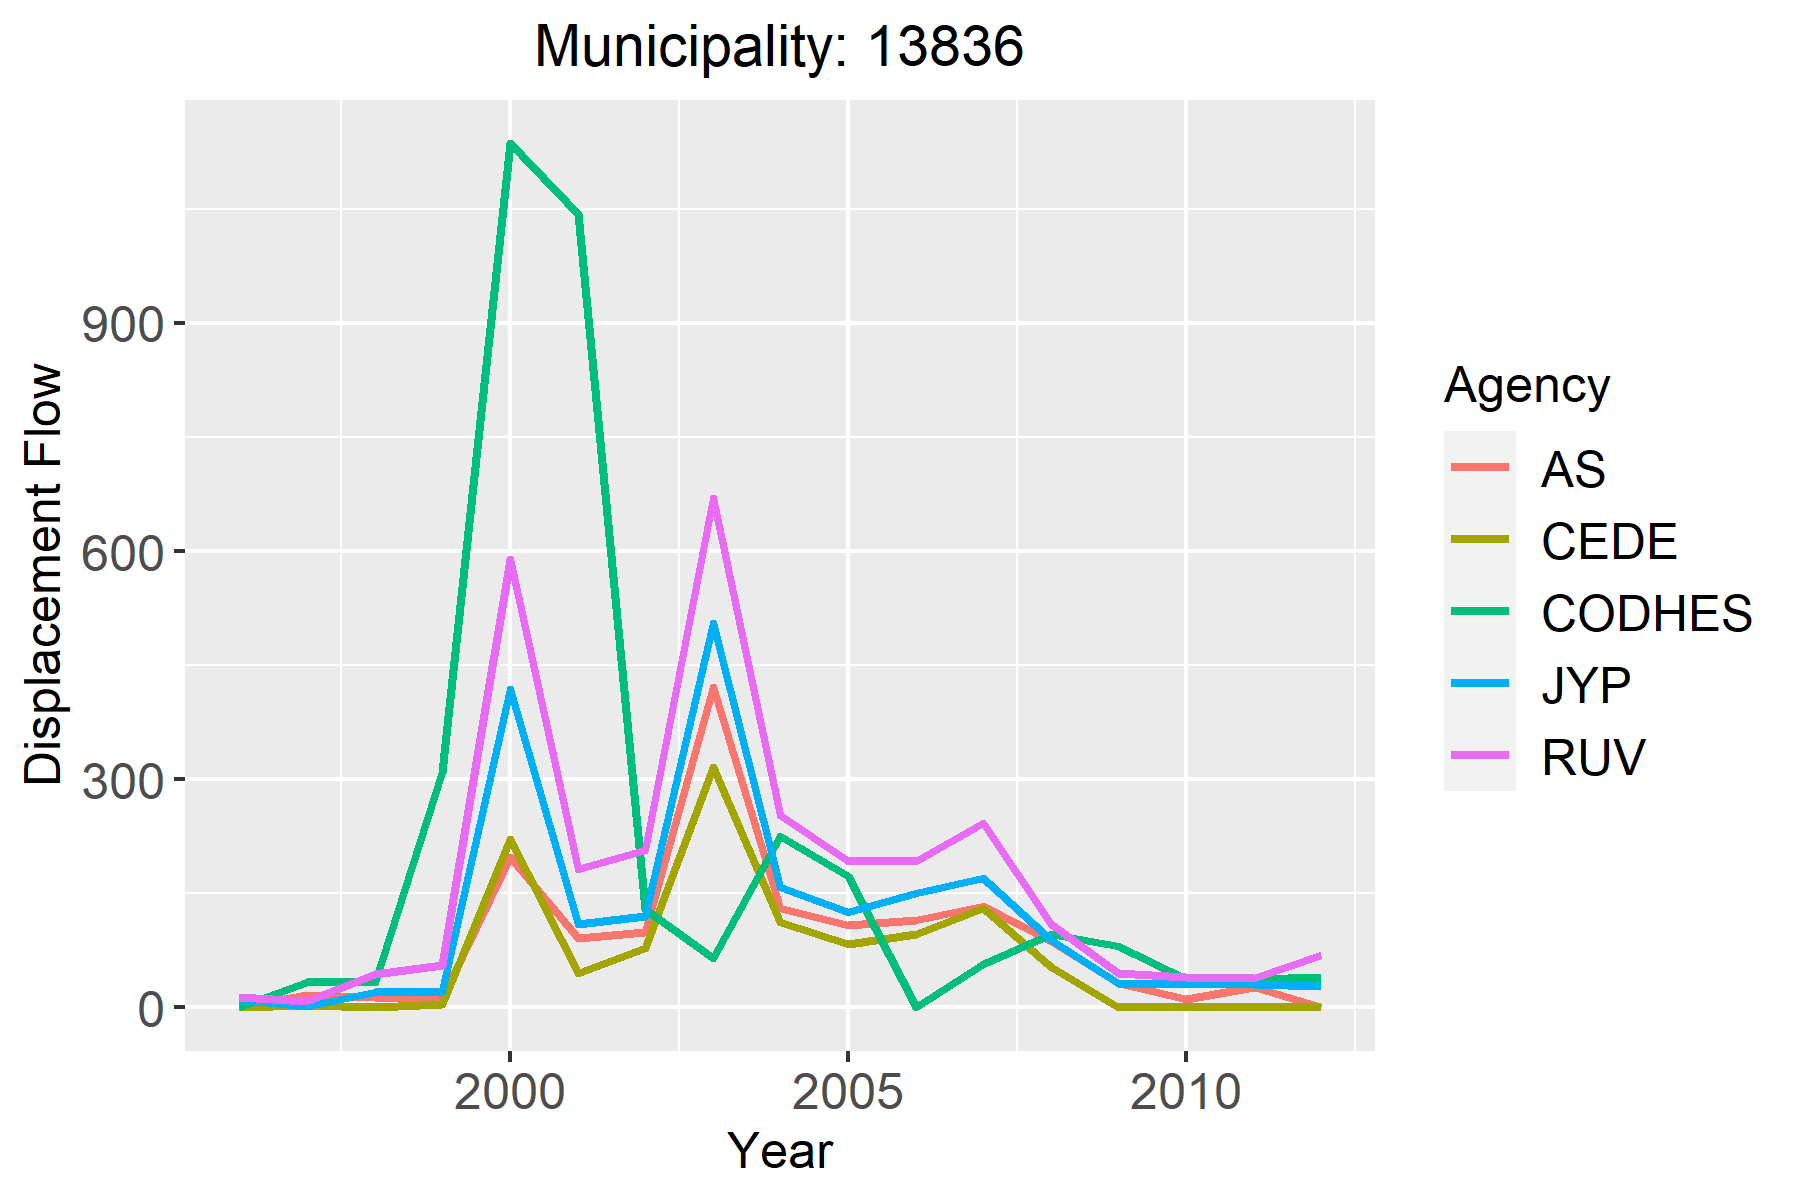 Municipality: 13836
Displacement Flow
900
600
300
0
2000 2005 2010
Year
Agency
AS
CEDE
CODHES
JYP
RUV